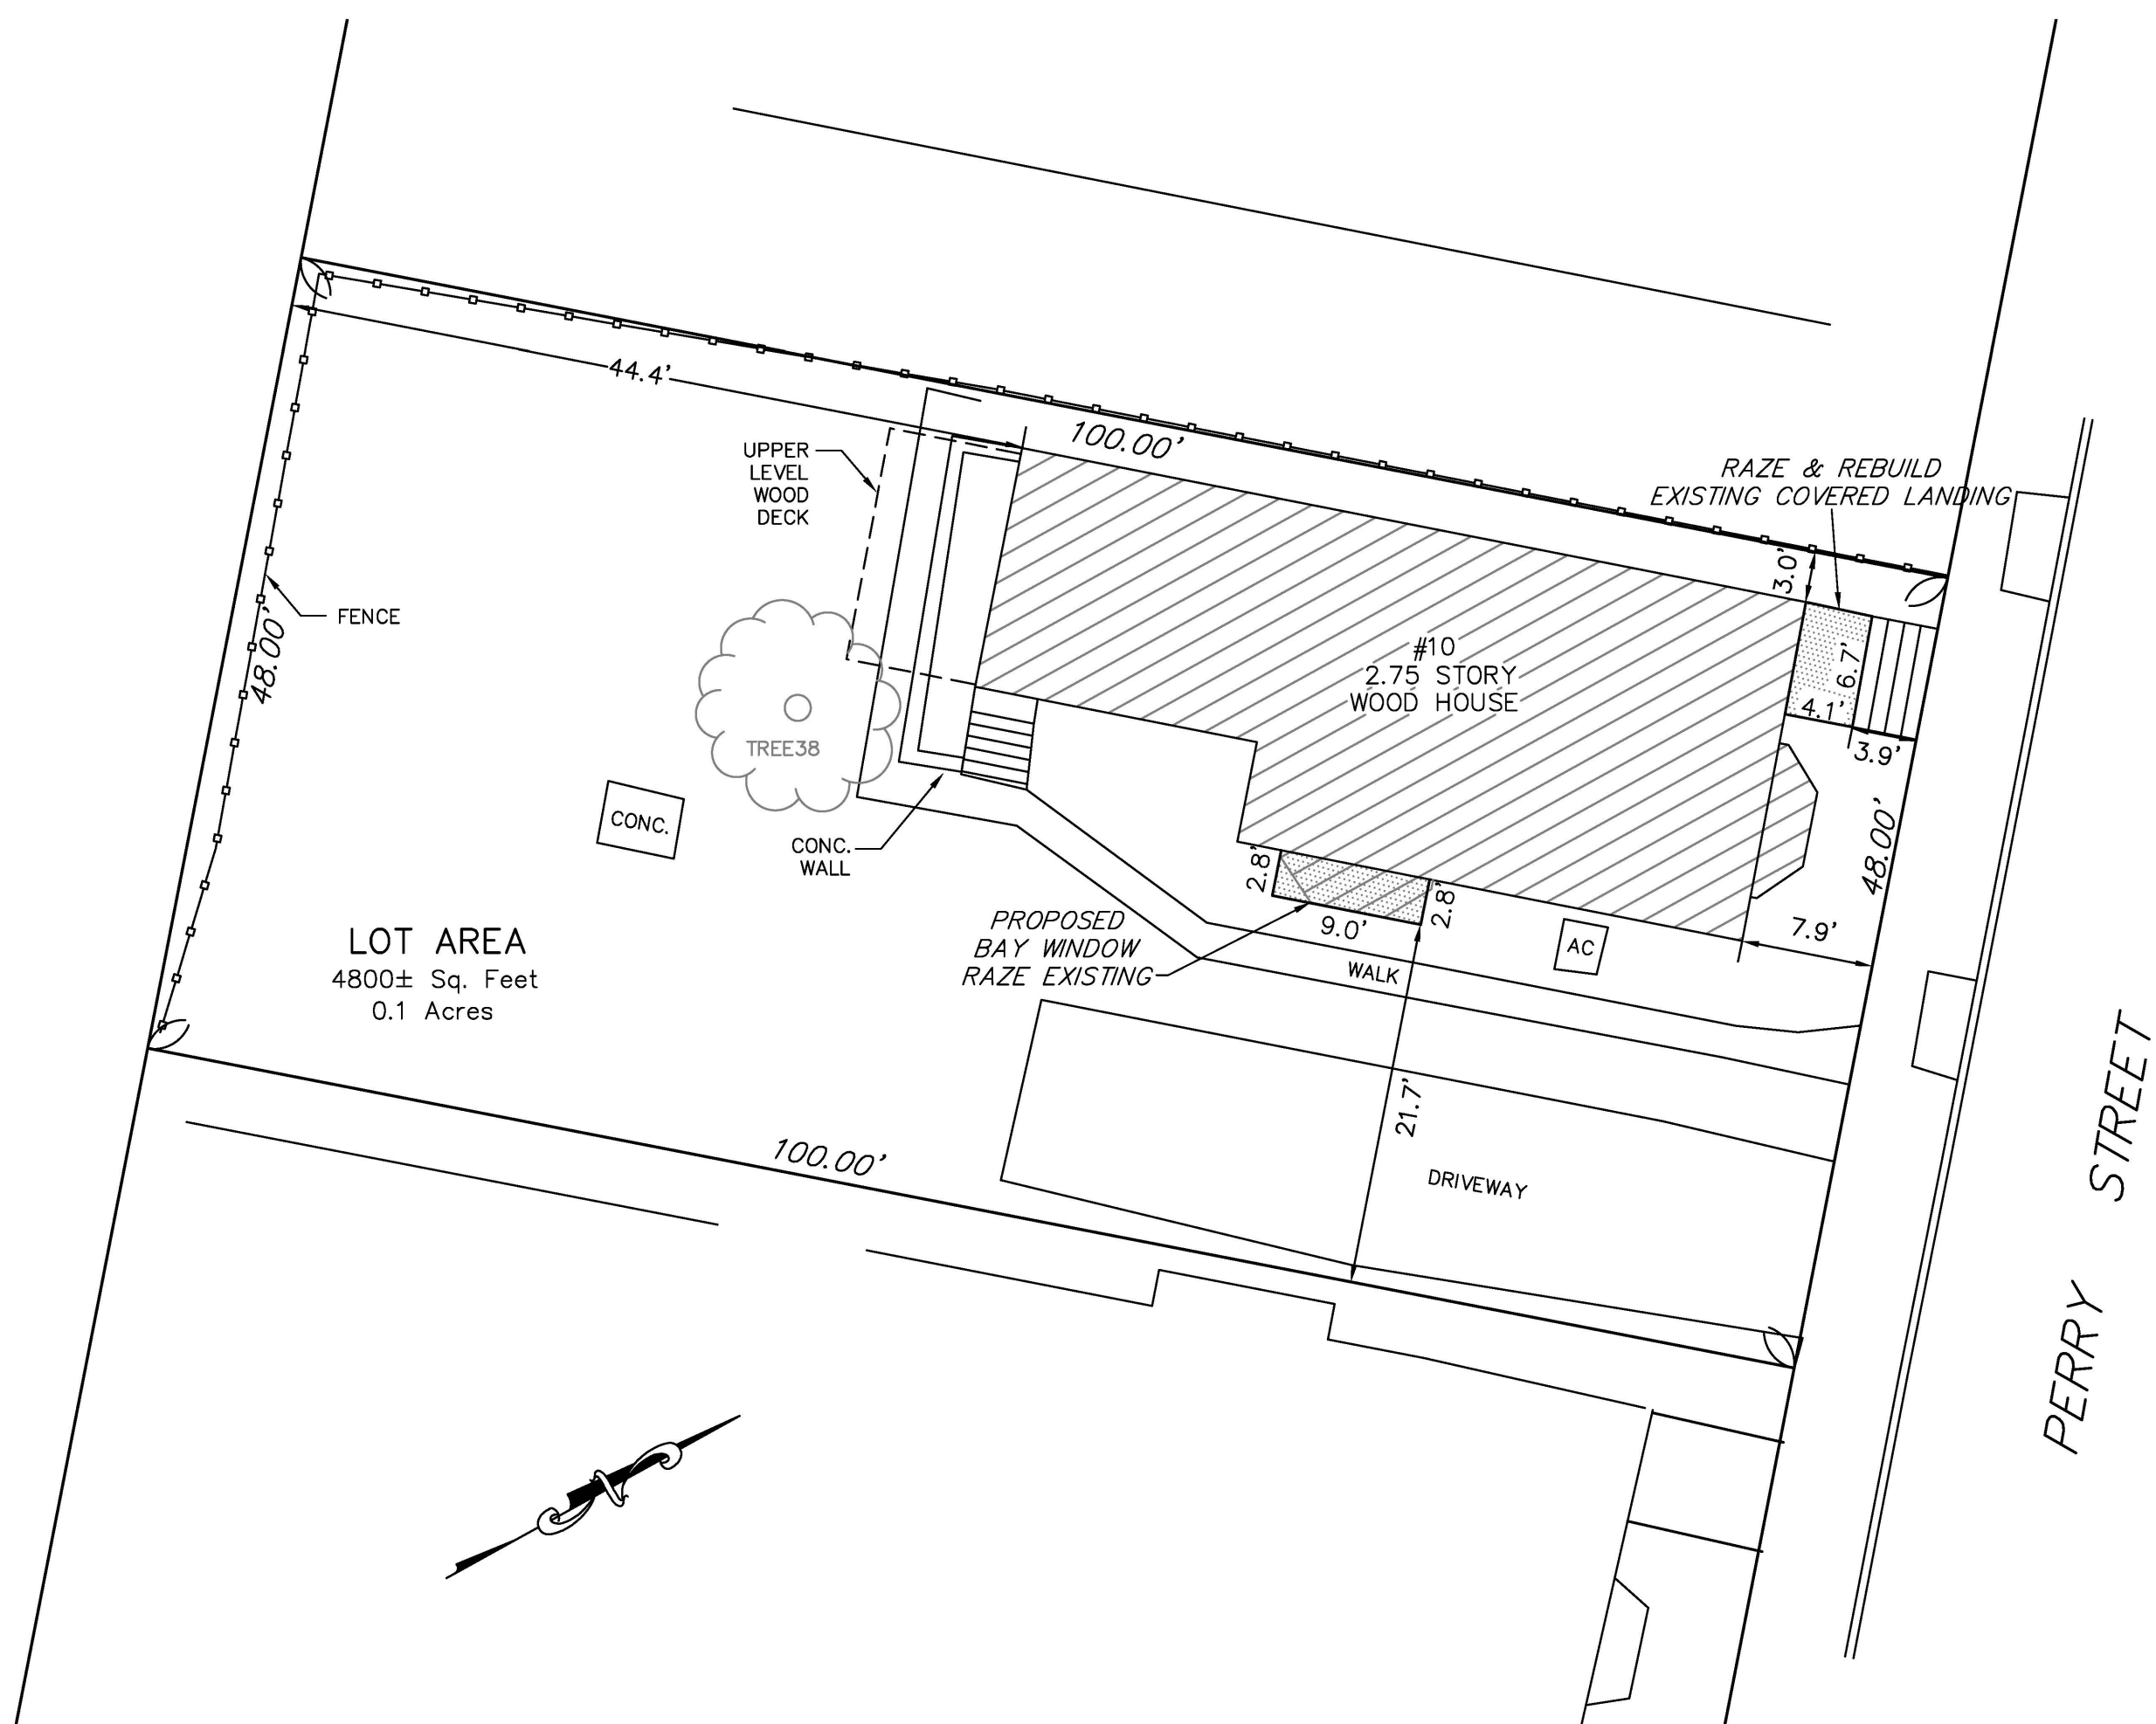 44.4'
100.00'
UPPER
LEVEL
WOOD
DECK
RAZE & REBUILD
EXISTING COVERED LANDING
3.0'
FENCE
48.00'
#10
2.75 STORY
WOOD HOUSE
6.7'
4.1'
3.9'
TREE38
CONC.
CONC.
WALL
48.00'
2.8'
2.8'
9.0'
PROPOSED
BAY WINDOW
RAZE EXISTING
AC
7.9'
WALK
LOT AREA
4800± Sq. Feet
0.1 Acres
21.7'
100.00'
DRIVEWAY
PERRY STREET